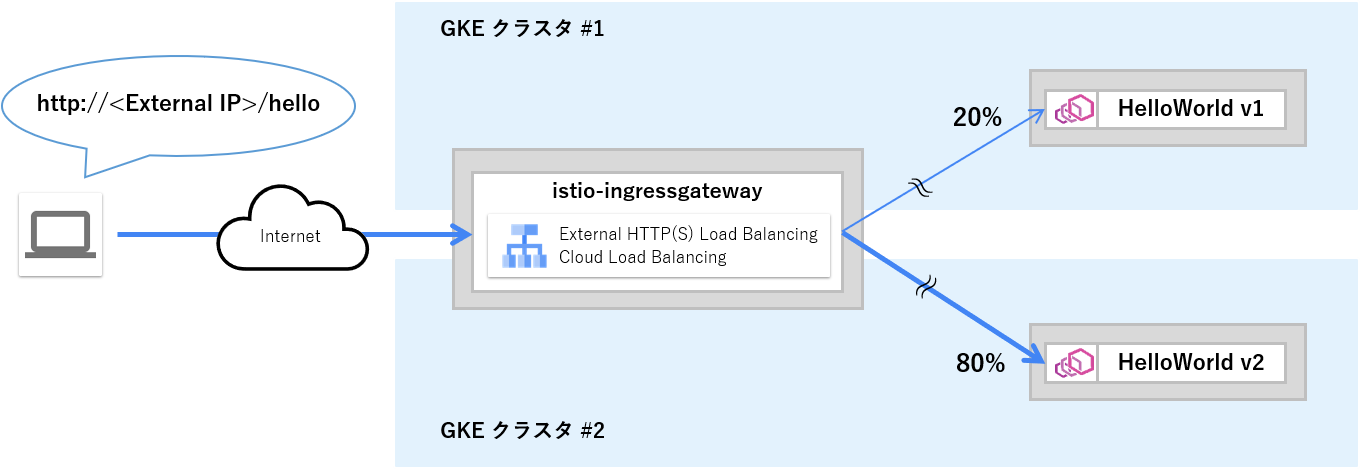 GKE クラスタ #1
http://<External IP>/hello
HelloWorld v1
20%
istio-ingressgateway
External HTTP(S) Load Balancing
Cloud Load Balancing
Internet
80%
HelloWorld v2
GKE クラスタ #2